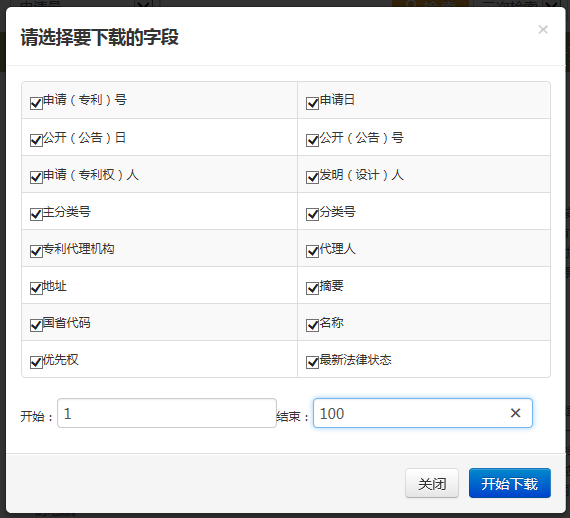 请选择要下载的字段
×
申请（专利）号 申请日
公开（公告）日 公开（公告）号
申请（专利权）人 发明（设计）人
主分类号 分类号
专利代理机构 代理人
地址 摘要
国省代码 名称
优先权 最新法律状态
开始：1 结束：100 ×
关闭 开始下载